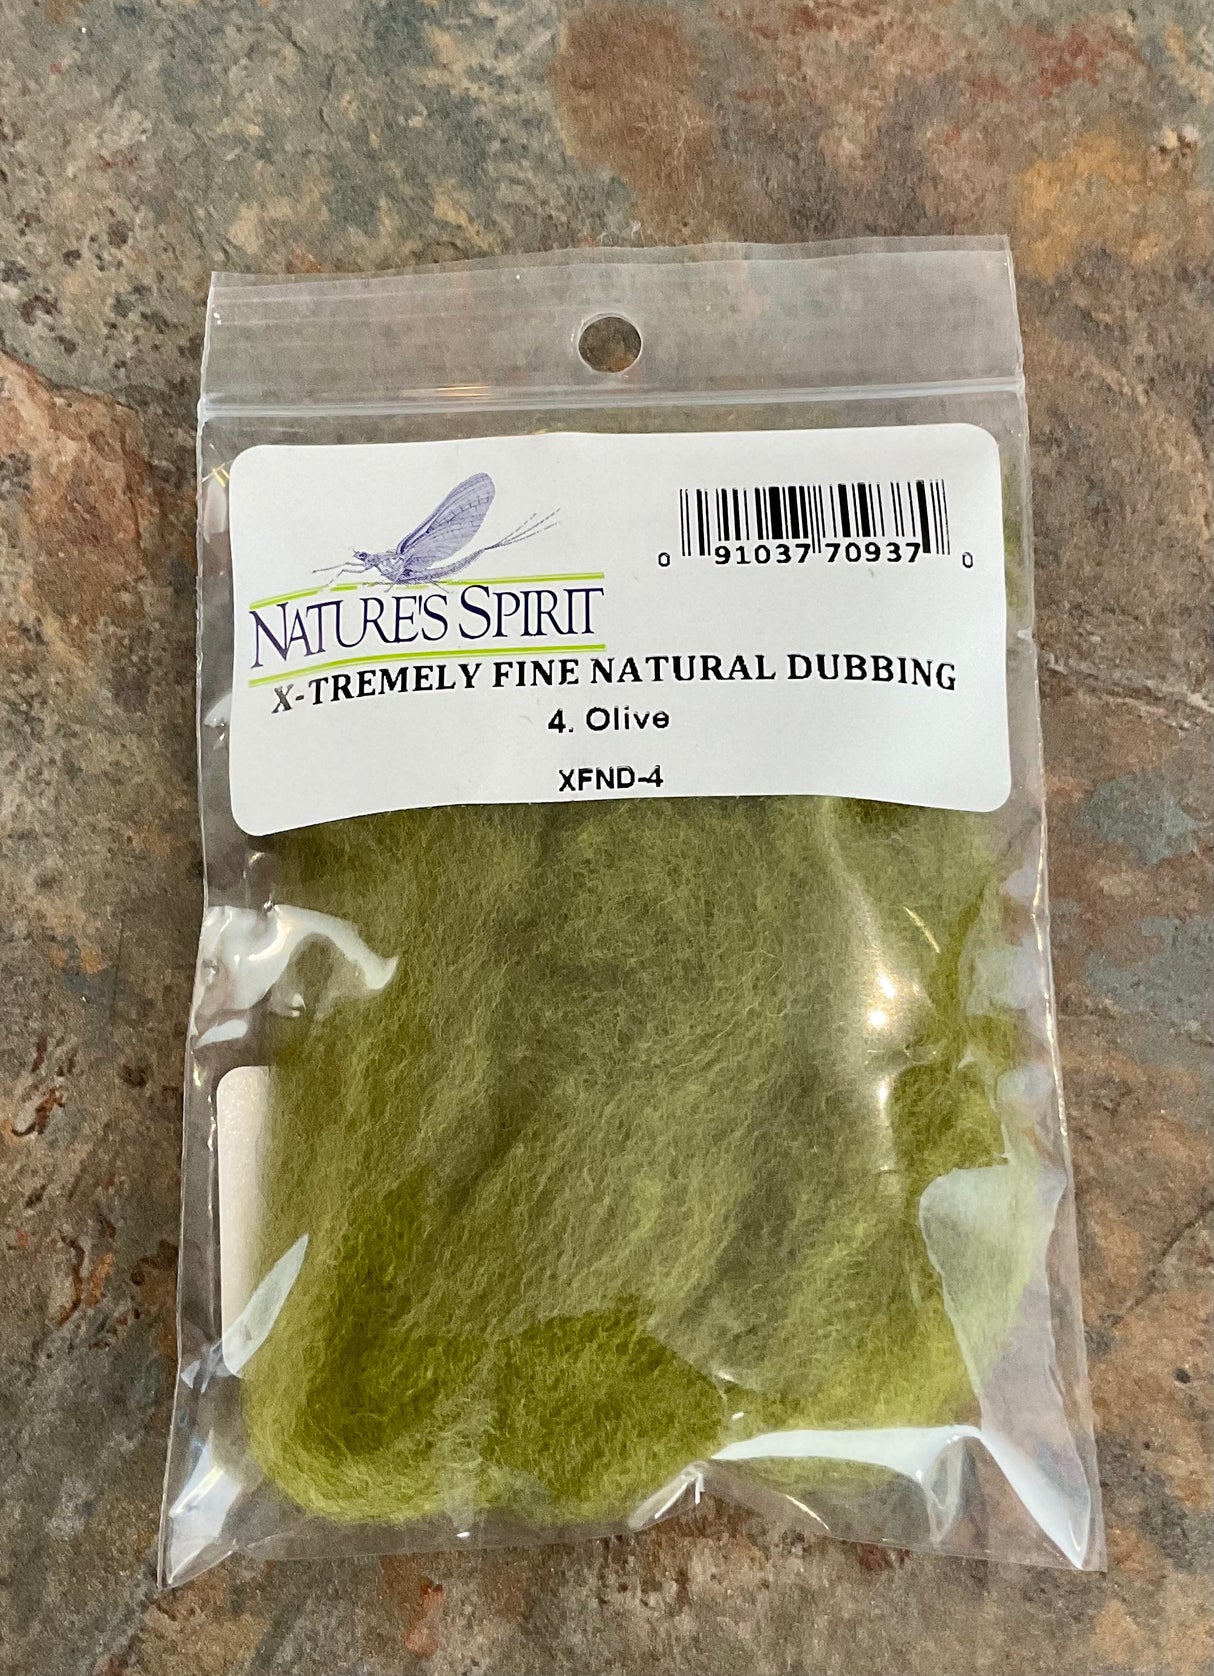 0 91037 70937 0
NATURE'S SPIRIT
X-TREMELY FINE NATURAL DUBBING
4. Olive
XFND-4